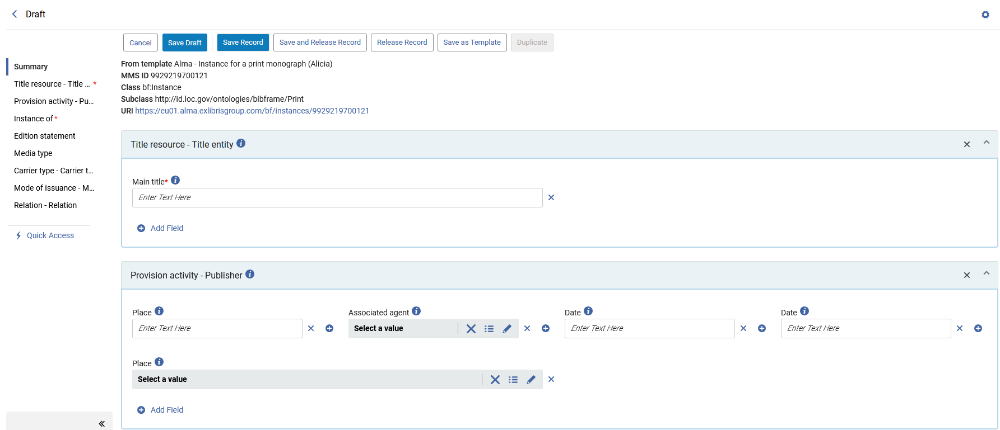 Draft
Cancel Save Draft Save Record Save and Release Record Release Record Save as Template Duplicate
Summary
Title resource - Title ... *
Provision activity - Pu...
Instance of *
Edition statement
Media type
Carrier type - Carrier t...
Mode of issuance - M...
Relation - Relation
Quick Access
From template Alma - Instance for a print monograph (Alicia)
MMS ID 9929219700121
Class bf:Instance
Subclass http://id.loc.gov/ontologies/bibframe/Print
URI https://eu01.alma.exlibrisgroup.com/bf/instances/9929219700121
Title resource - Title entity
Main title*
Enter Text Here
Add Field
Provision activity - Publisher
Place Associated agent Date Date
Enter Text Here Select a value Enter Text Here Enter Text Here
Place
Select a value
Add Field